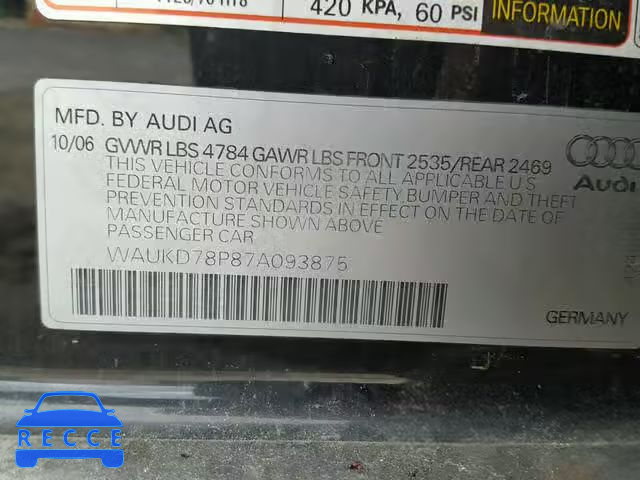 420 KPA, 60 PSI
INFORMATION
MFD. BY AUDI AG
10/06 GVWR LBS 4784 GAWR LBS FRONT 2535/REAR 2469
THIS VEHICLE CONFORMS TO ALL APPLICABLE U.S
FEDERAL MOTOR VEHICLE SAFETY, BUMPER AND THEFT
PREVENTION STANDARDS IN EFFECT ON THE DATE OF
MANUFACTURE SHOWN ABOVE
PASSENGER CAR
WAUKD78P87A093875
Audi
GERMANY
RECCE